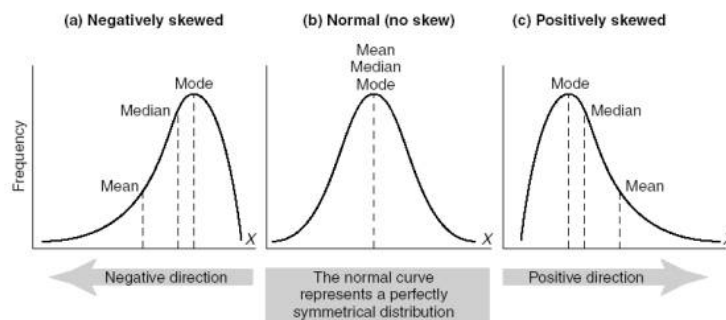 (a) Negatively skewed
(b) Normal (no skew)
(c) Positively skewed
Mean
Median
Mode
Mode
Median
Mean
Mode
Median
Mean
Frequency
X
X
X
Negative direction
The normal curve
represents a perfectly
symmetrical distribution
Positive direction